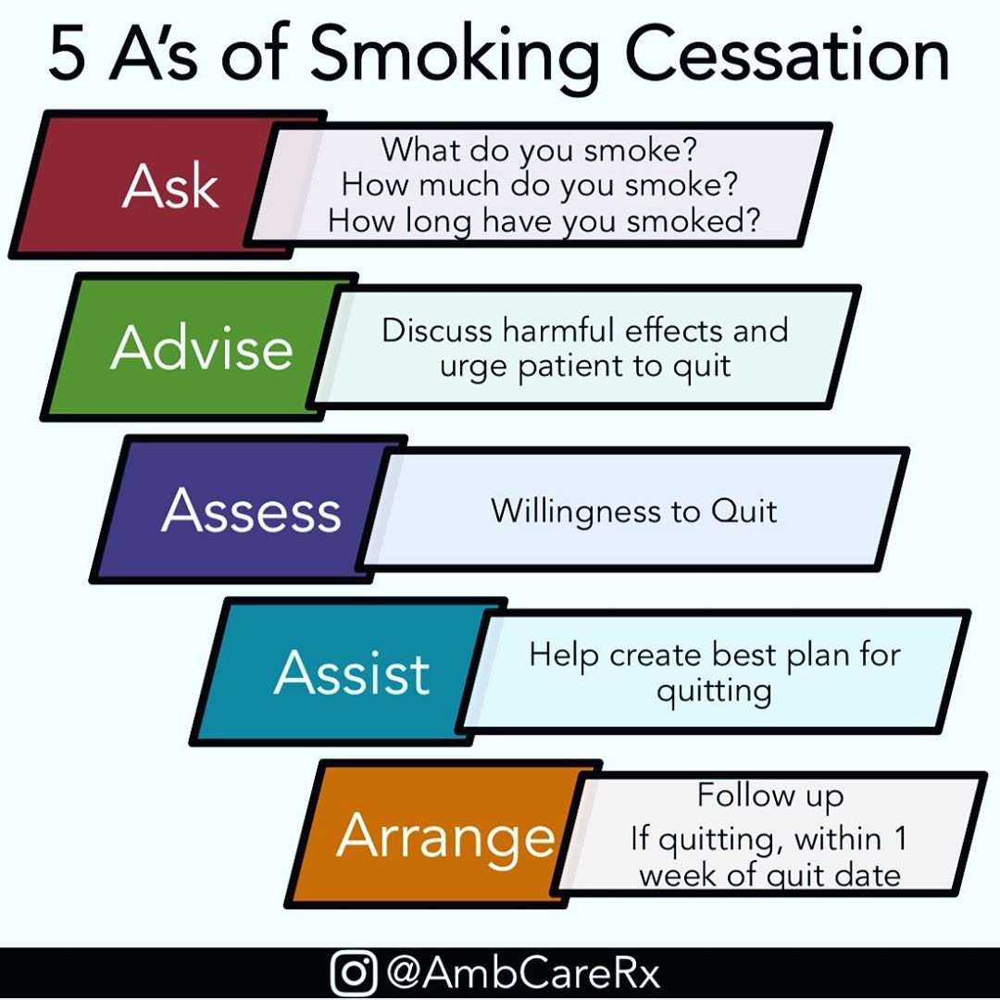 5 A's of Smoking Cessation
Ask
What do you smoke?
How much do you smoke?
How long have you smoked?
Advise
Discuss harmful effects and
urge patient to quit
Assess
Willingness to Quit
Assist
Help create best plan for
quitting
Arrange
Follow up
If quitting, within 1
week of quit date
@AmbCareRx